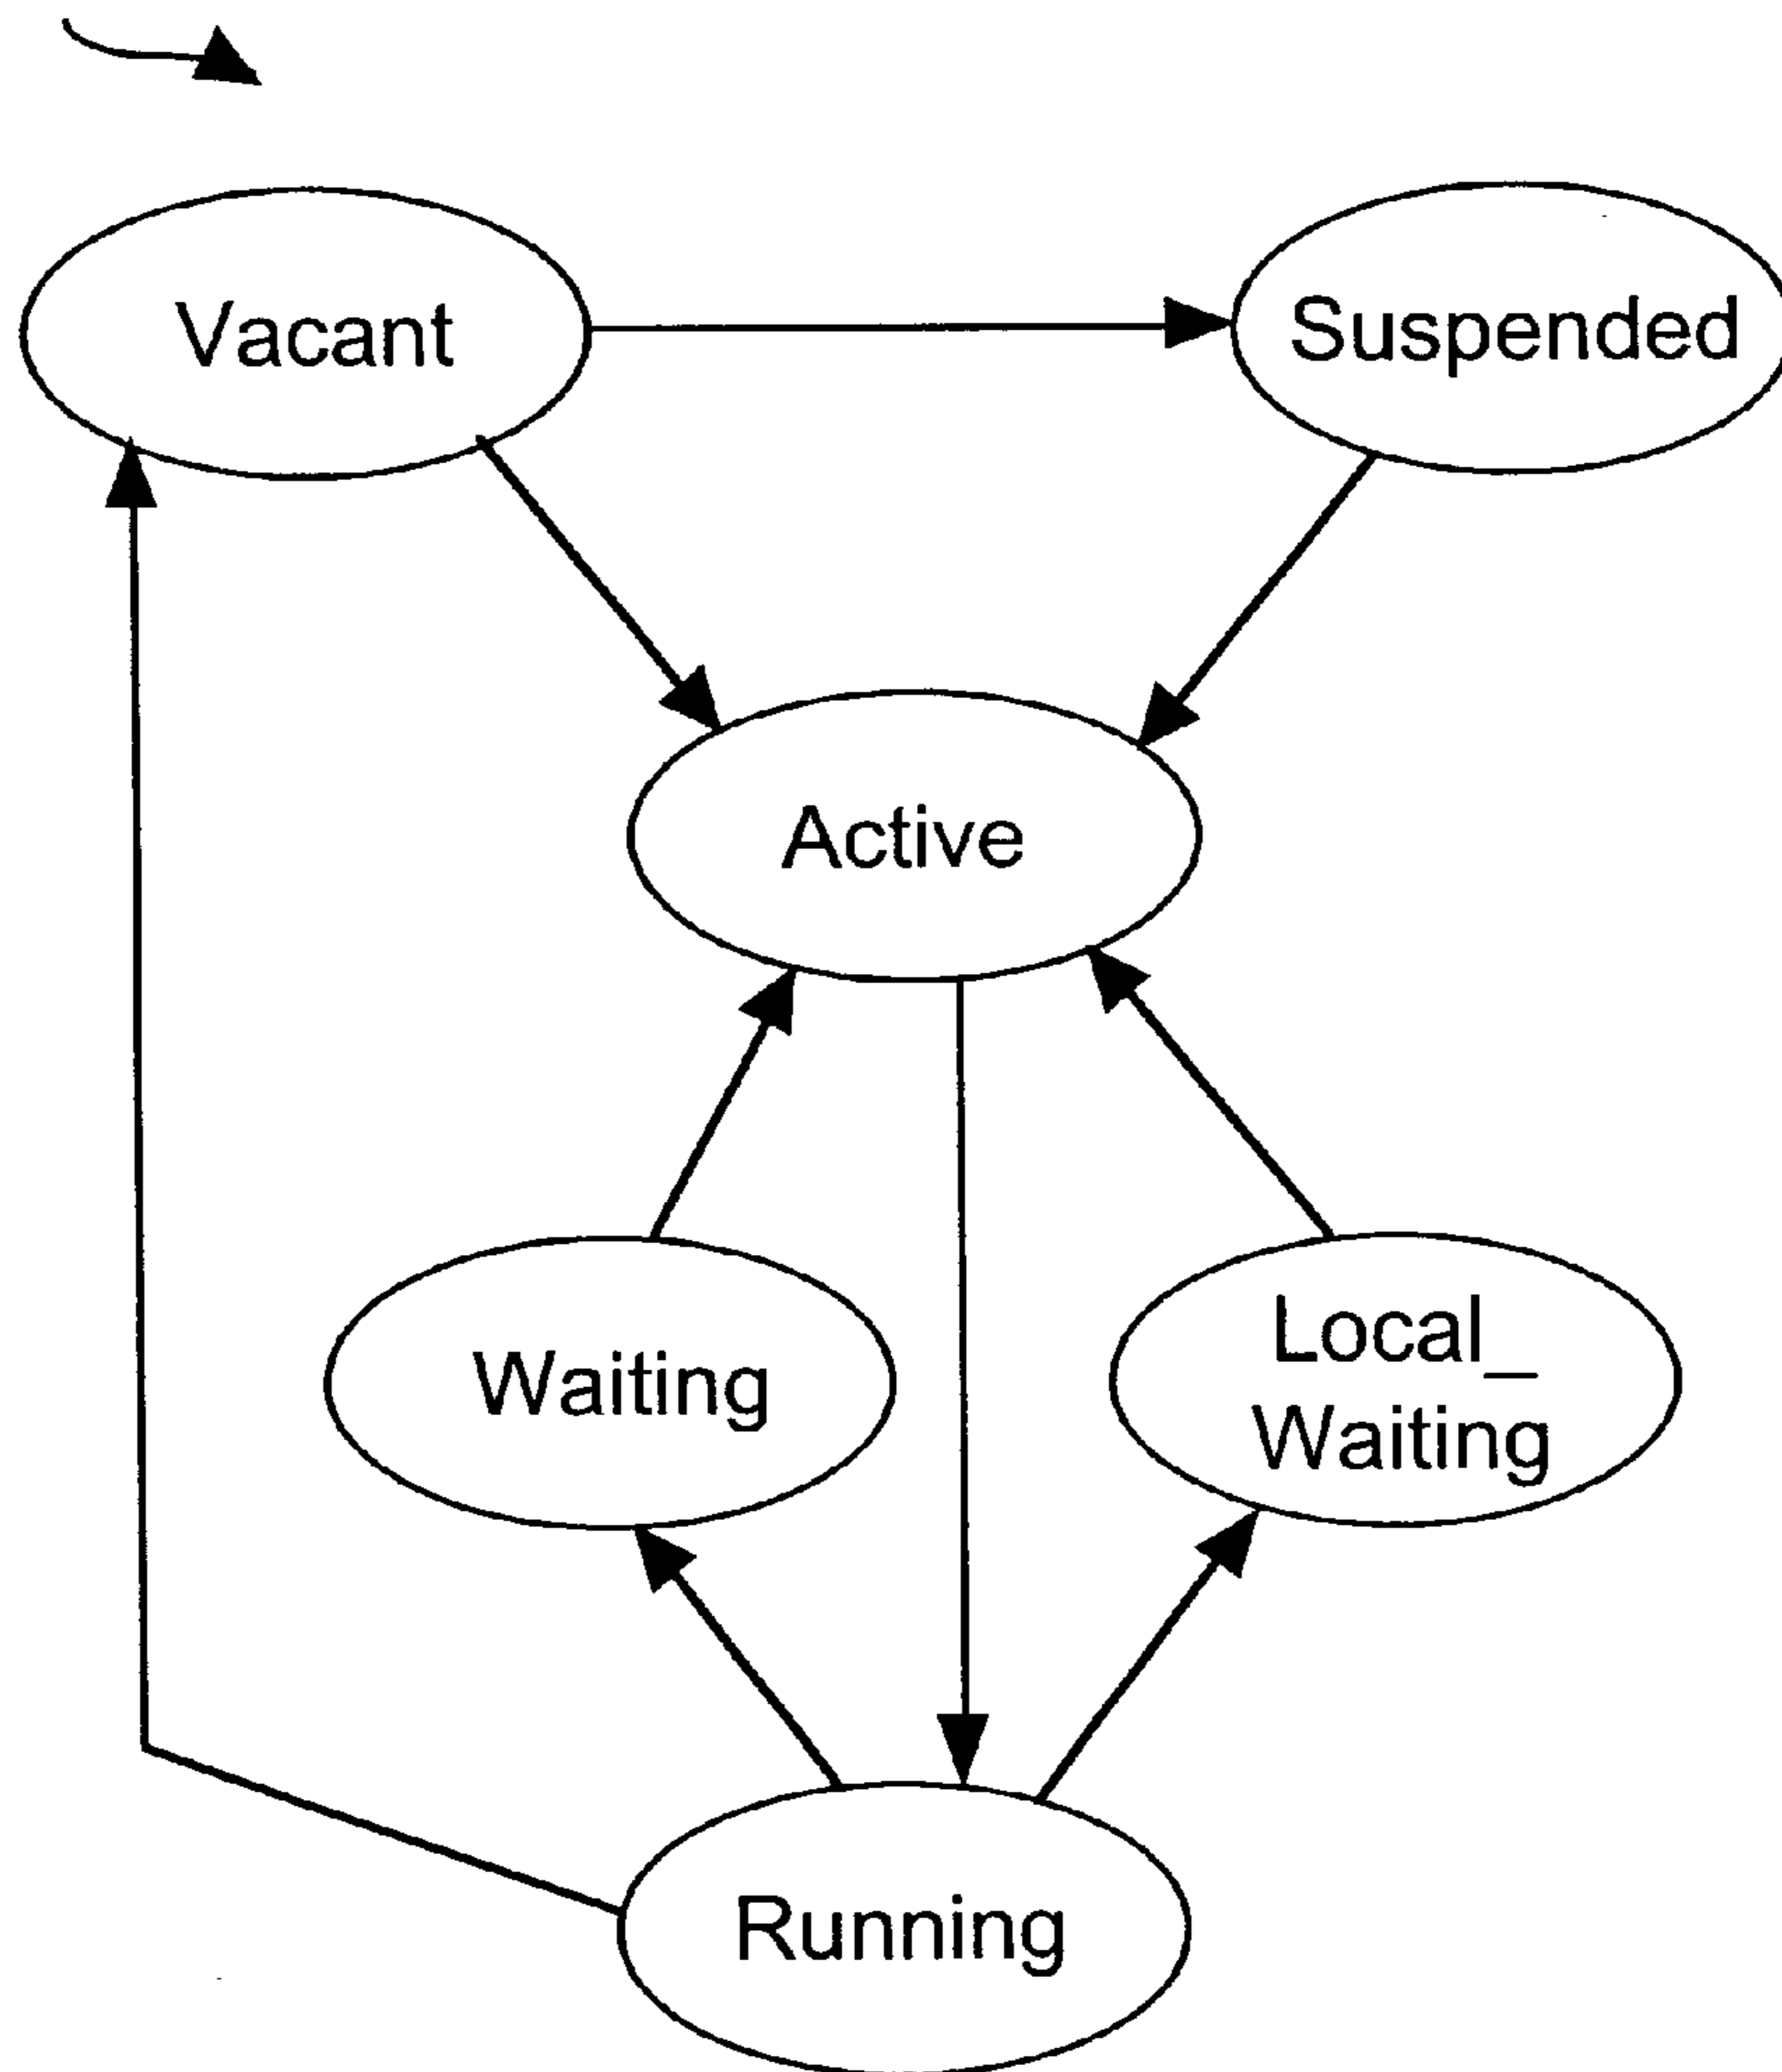 Vacant
Suspended
Active
Waiting
Local_
Waiting
Running